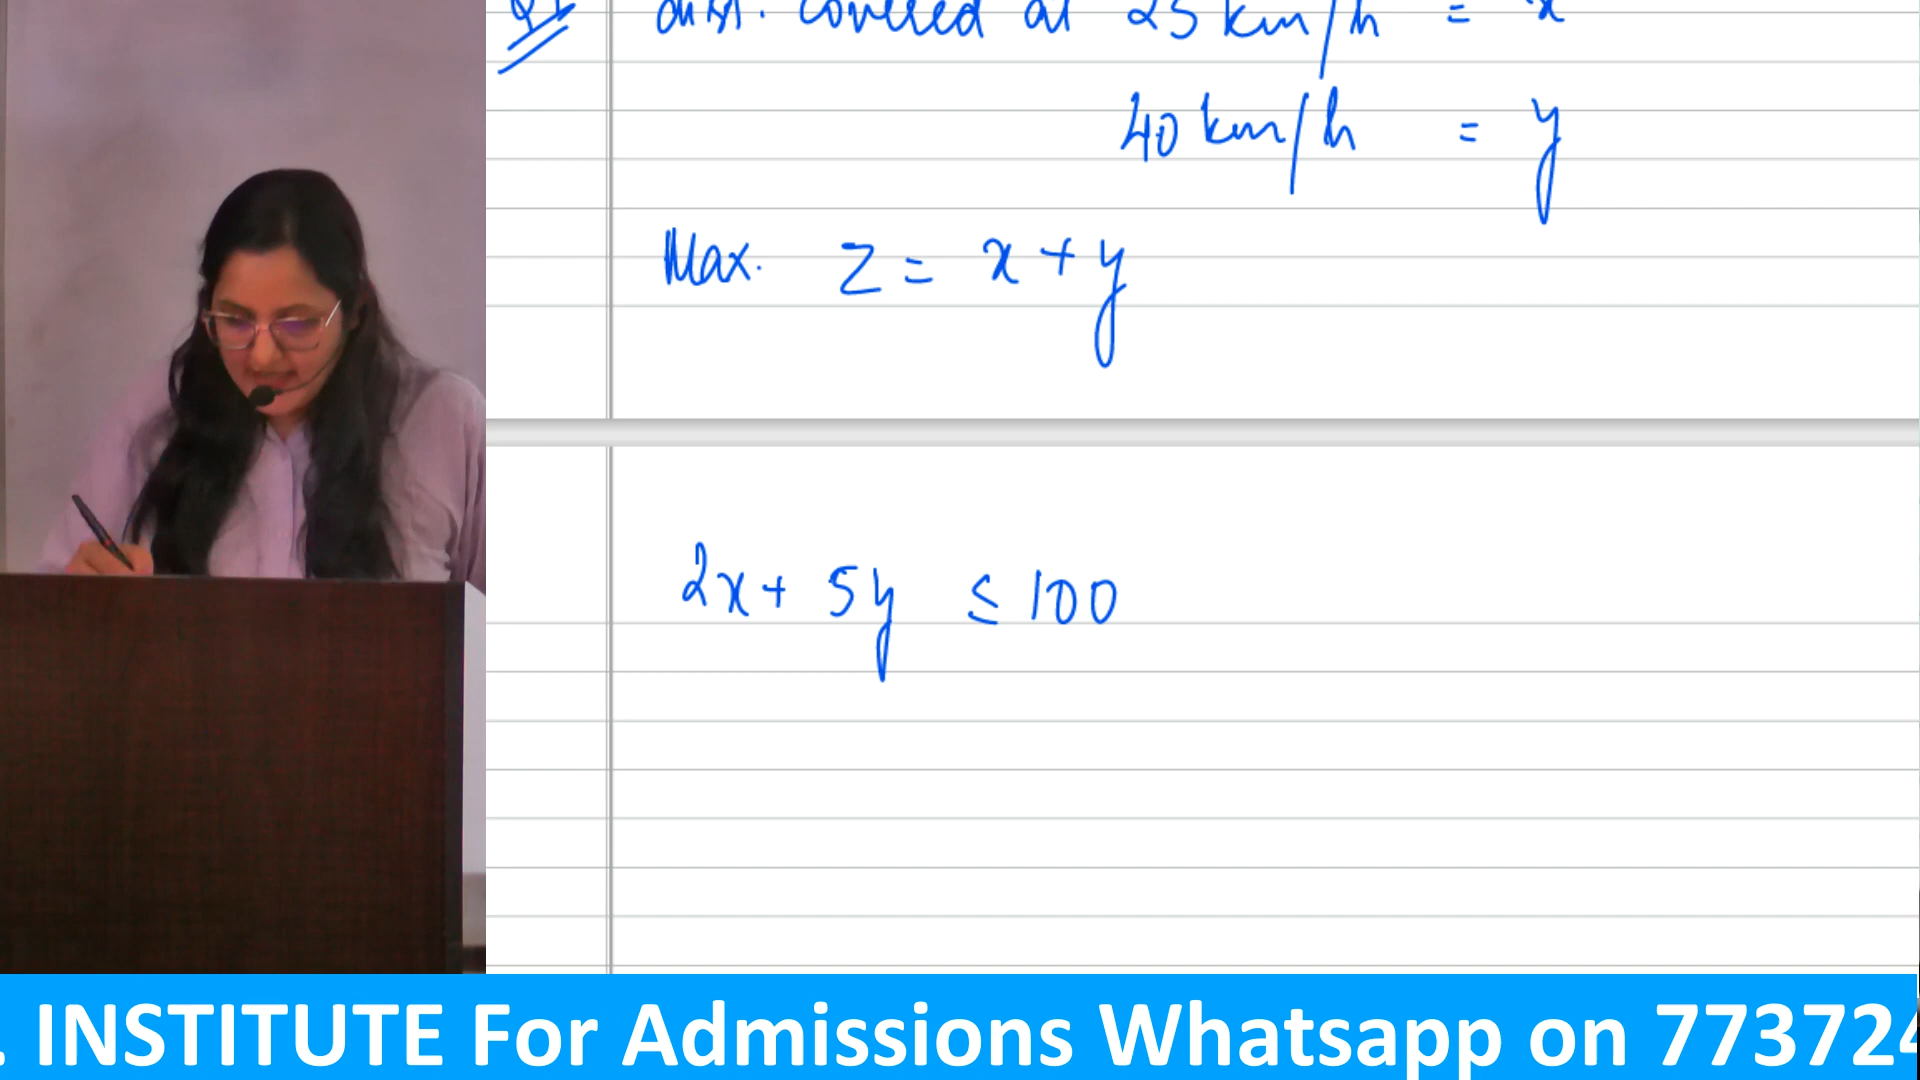 dist. covered at 25 km/h = x
40 km/h = y
Max. Z = x + y
2x + 5y ≤ 100
. INSTITUTE For Admissions Whatsapp on 773724